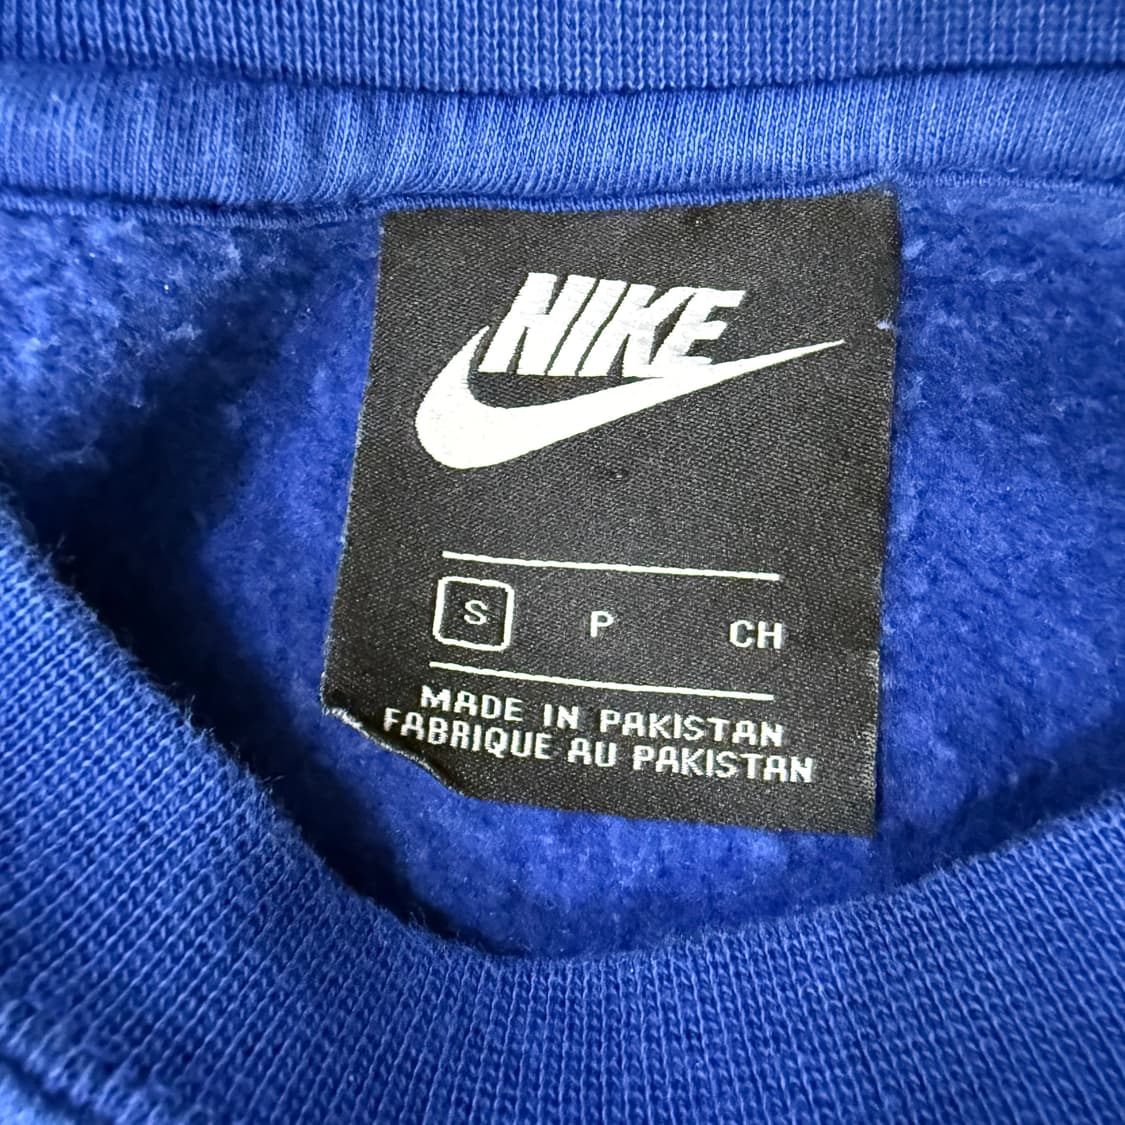 NIKE
S P CH
MADE IN PAKISTAN
FABRIQUE AU PAKISTAN